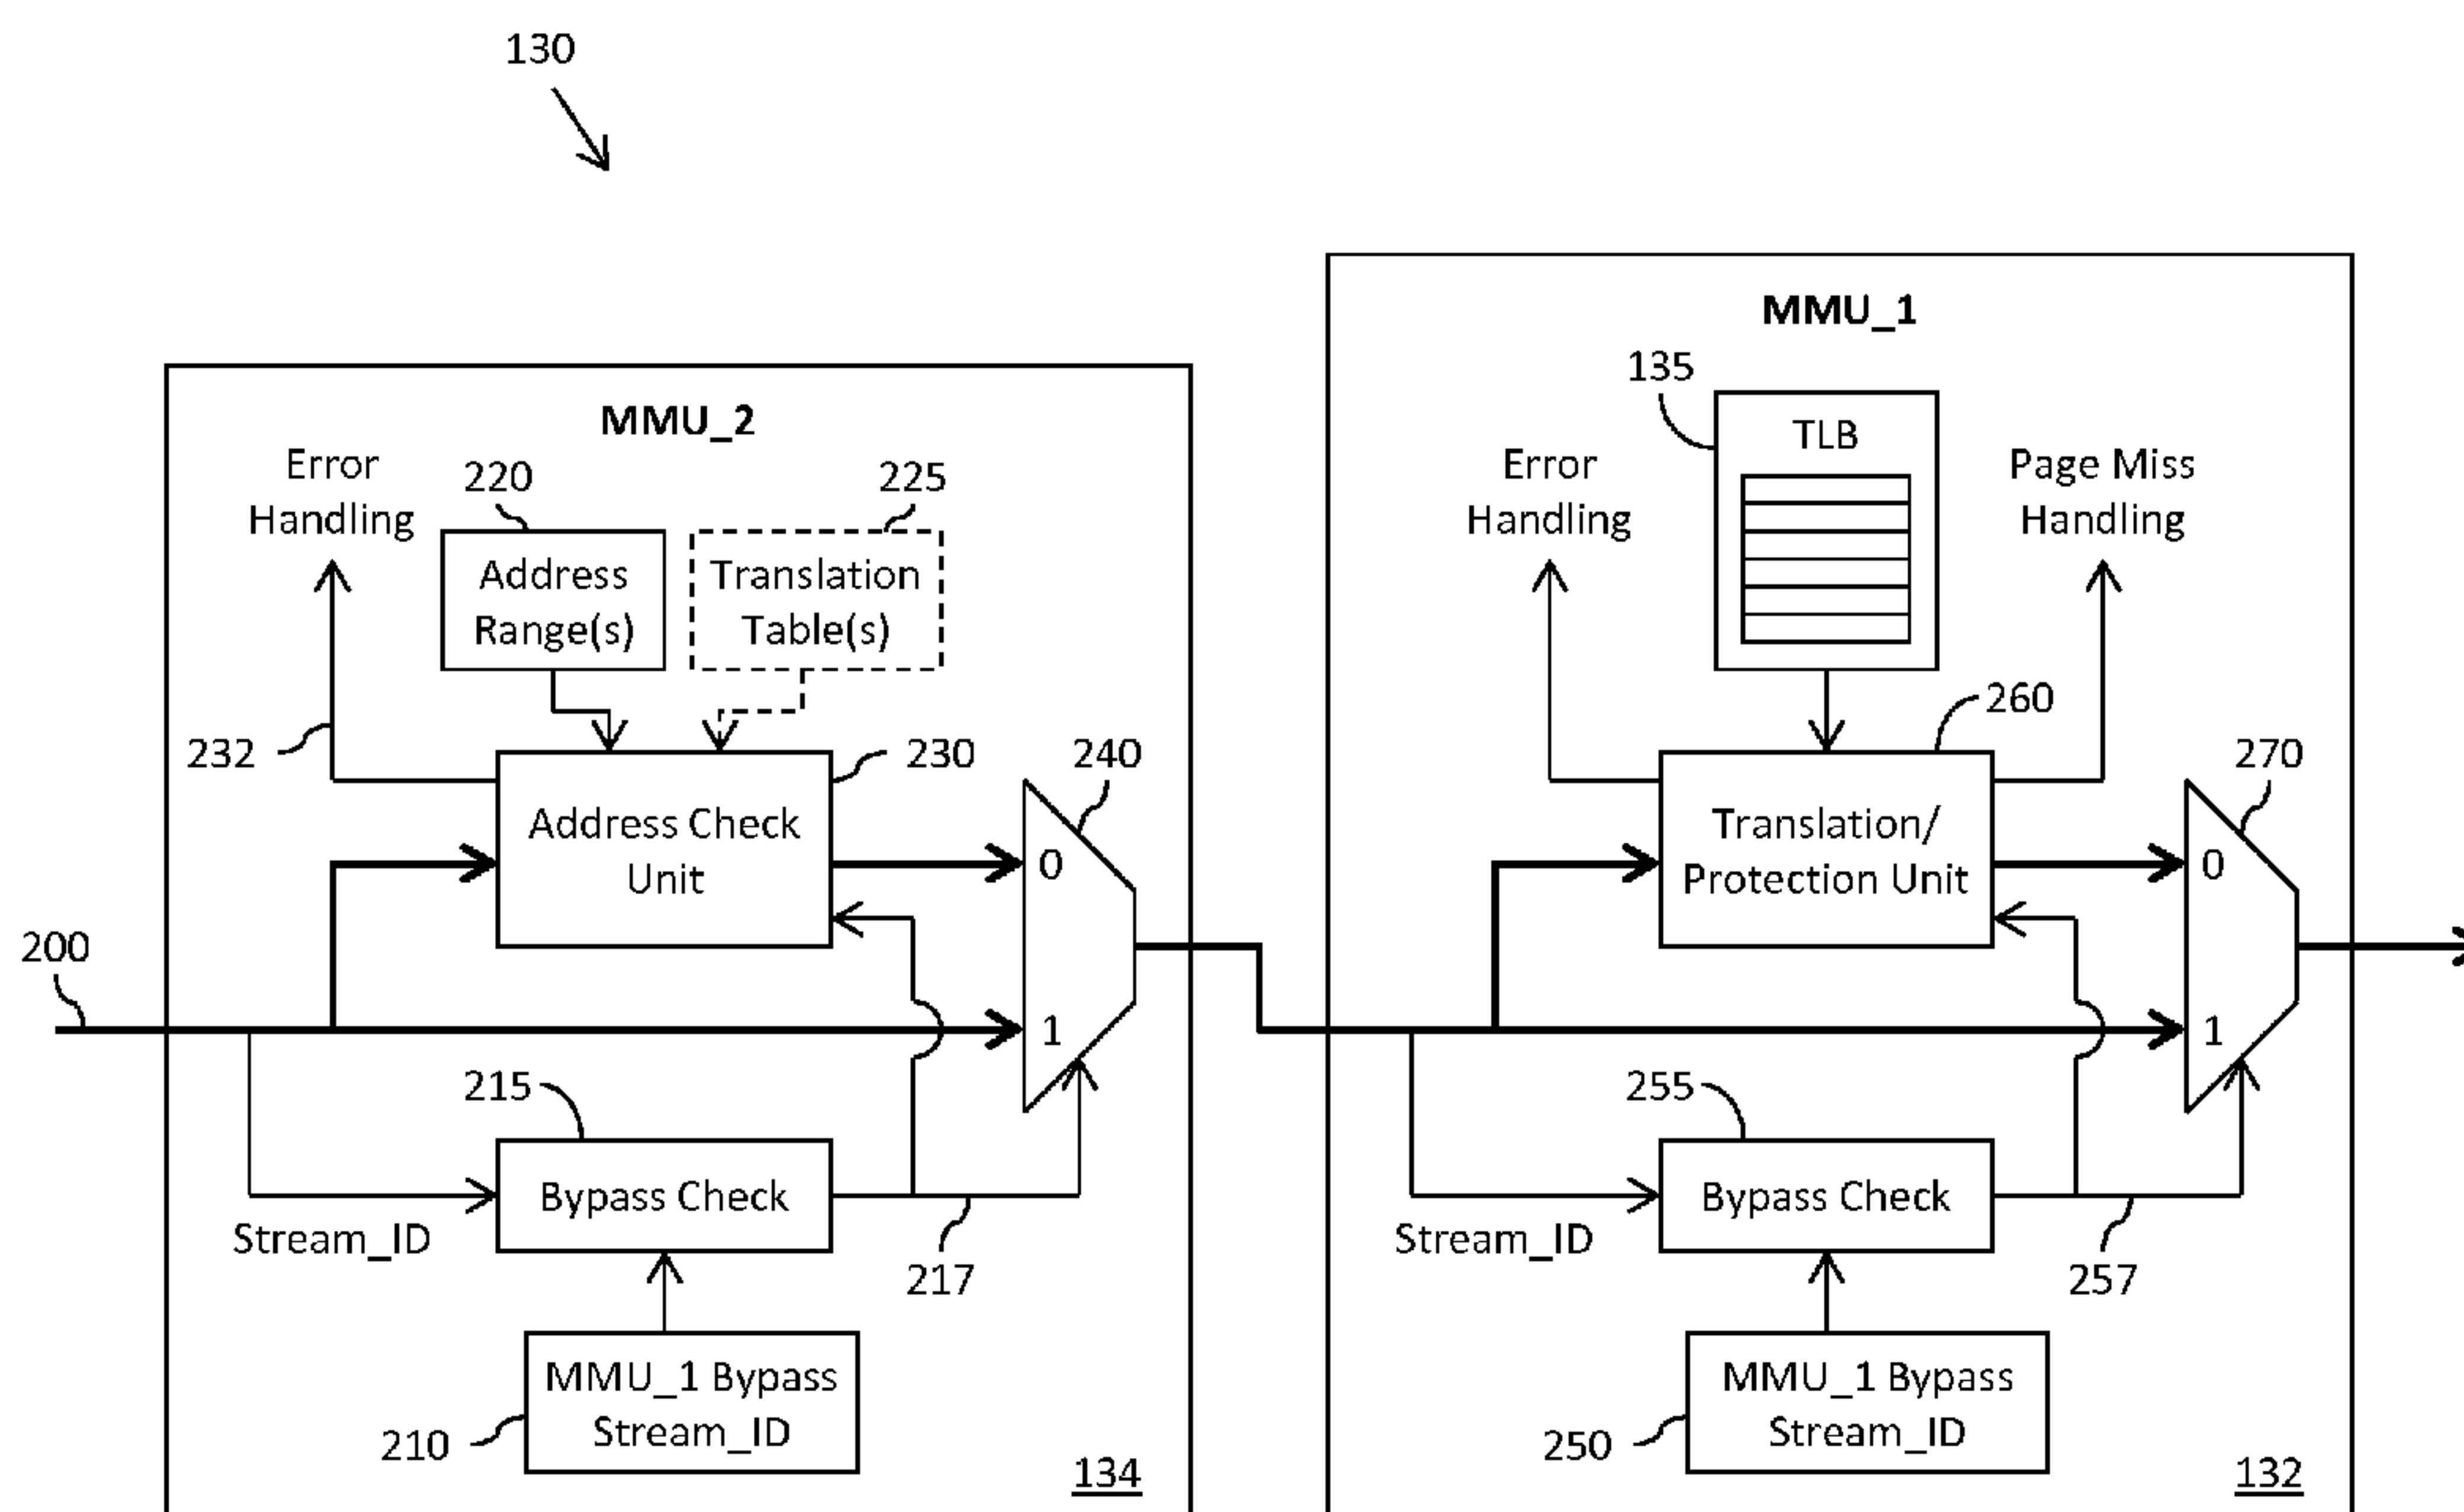 130
MMU_1
135
TLB
MMU_2
Error
Handling
220
225
Error
Handling
Page Miss
Handling
Address
Range(s)
Translation
Table(s)
232
230
240
260
270
Address Check
Unit
0
Translation/
Protection Unit
0
200
1
1
215
255
Bypass Check
Bypass Check
Stream_ID
Stream_ID
217
257
MMU_1 Bypass
Stream_ID
MMU_1 Bypass
Stream_ID
210
250
134
132